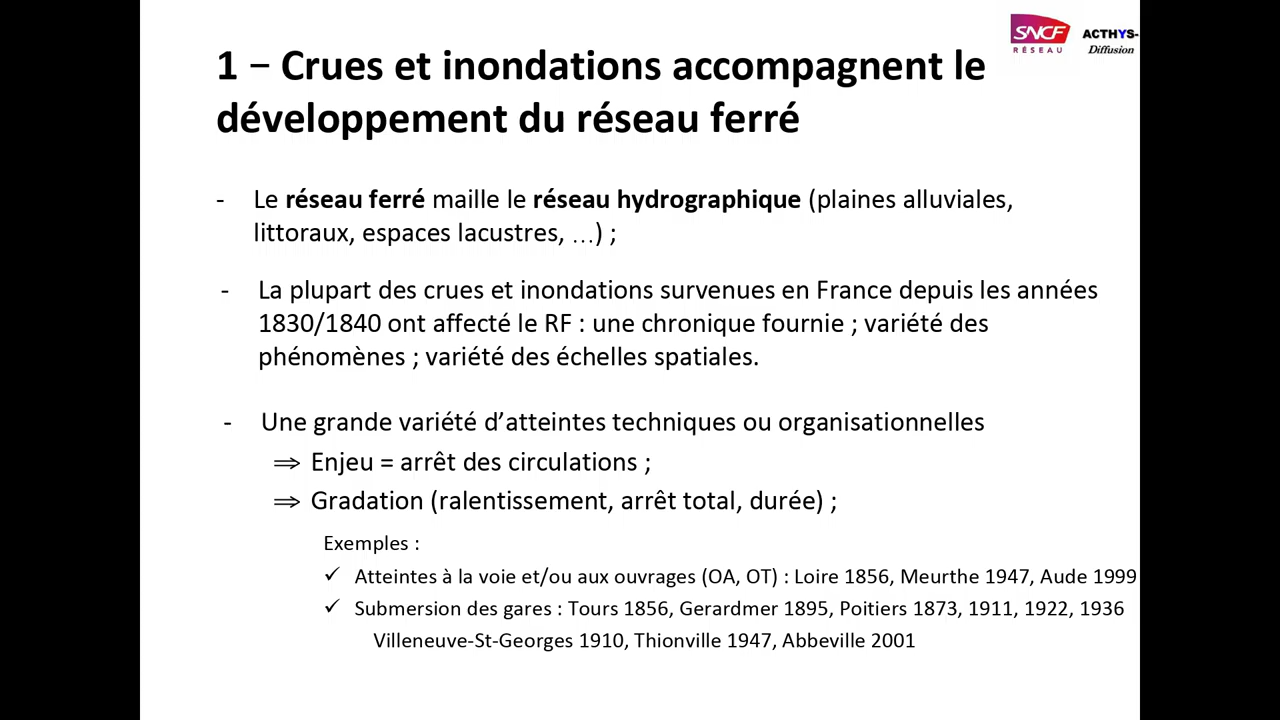 SNCF
RÉSEAU
ACTHYS-
Diffusion
1 – Crues et inondations accompagnent le
développement du réseau ferré
- Le réseau ferré maille le réseau hydrographique (plaines alluviales,
littoraux, espaces lacustres, …) ;
- La plupart des crues et inondations survenues en France depuis les années
1830/1840 ont affecté le RF : une chronique fournie ; variété des
phénomènes ; variété des échelles spatiales.
- Une grande variété d’atteintes techniques ou organisationnelles
⇒ Enjeu = arrêt des circulations ;
⇒ Gradation (ralentissement, arrêt total, durée) ;
Exemples :
✓ Atteintes à la voie et/ou aux ouvrages (OA, OT) : Loire 1856, Meurthe 1947, Aude 1999
✓ Submersion des gares : Tours 1856, Gerardmer 1895, Poitiers 1873, 1911, 1922, 1936
Villeneuve-St-Georges 1910, Thionville 1947, Abbeville 2001